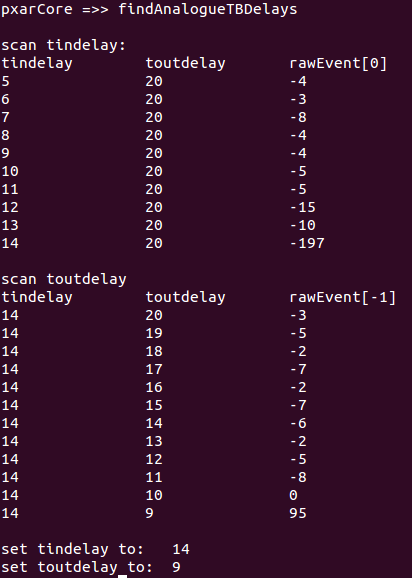 pxarCore =>> findAnalogueTBDelays
scan tindelay:
tindelay toutdelay rawEvent[0]
5 20 -4
6 20 -3
7 20 -8
8 20 -4
9 20 -4
10 20 -5
11 20 -5
12 20 -15
13 20 -10
14 20 -197
scan toutdelay
tindelay toutdelay rawEvent[-1]
14 20 -3
14 19 -5
14 18 -2
14 17 -7
14 16 -2
14 15 -7
14 14 -6
14 13 -2
14 12 -5
14 11 -8
14 10 0
14 9 95
set tindelay to: 14
set toutdelay to: 9